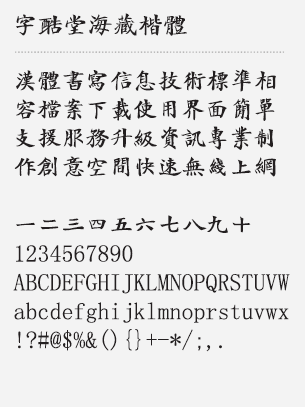 字酷堂海藏楷體
漢體書寫信息技術標準相
容檔案下載使用界面簡單
支援服務升級資訊專業制
作創意空間快速無綫上網
一二三四五六七八九十
1234567890
ABCDEFGHIJKLMNOPQRSTUVW
abcdefghijklmnopqrstuvwx
!?#@$%&(){}+-*/;,.